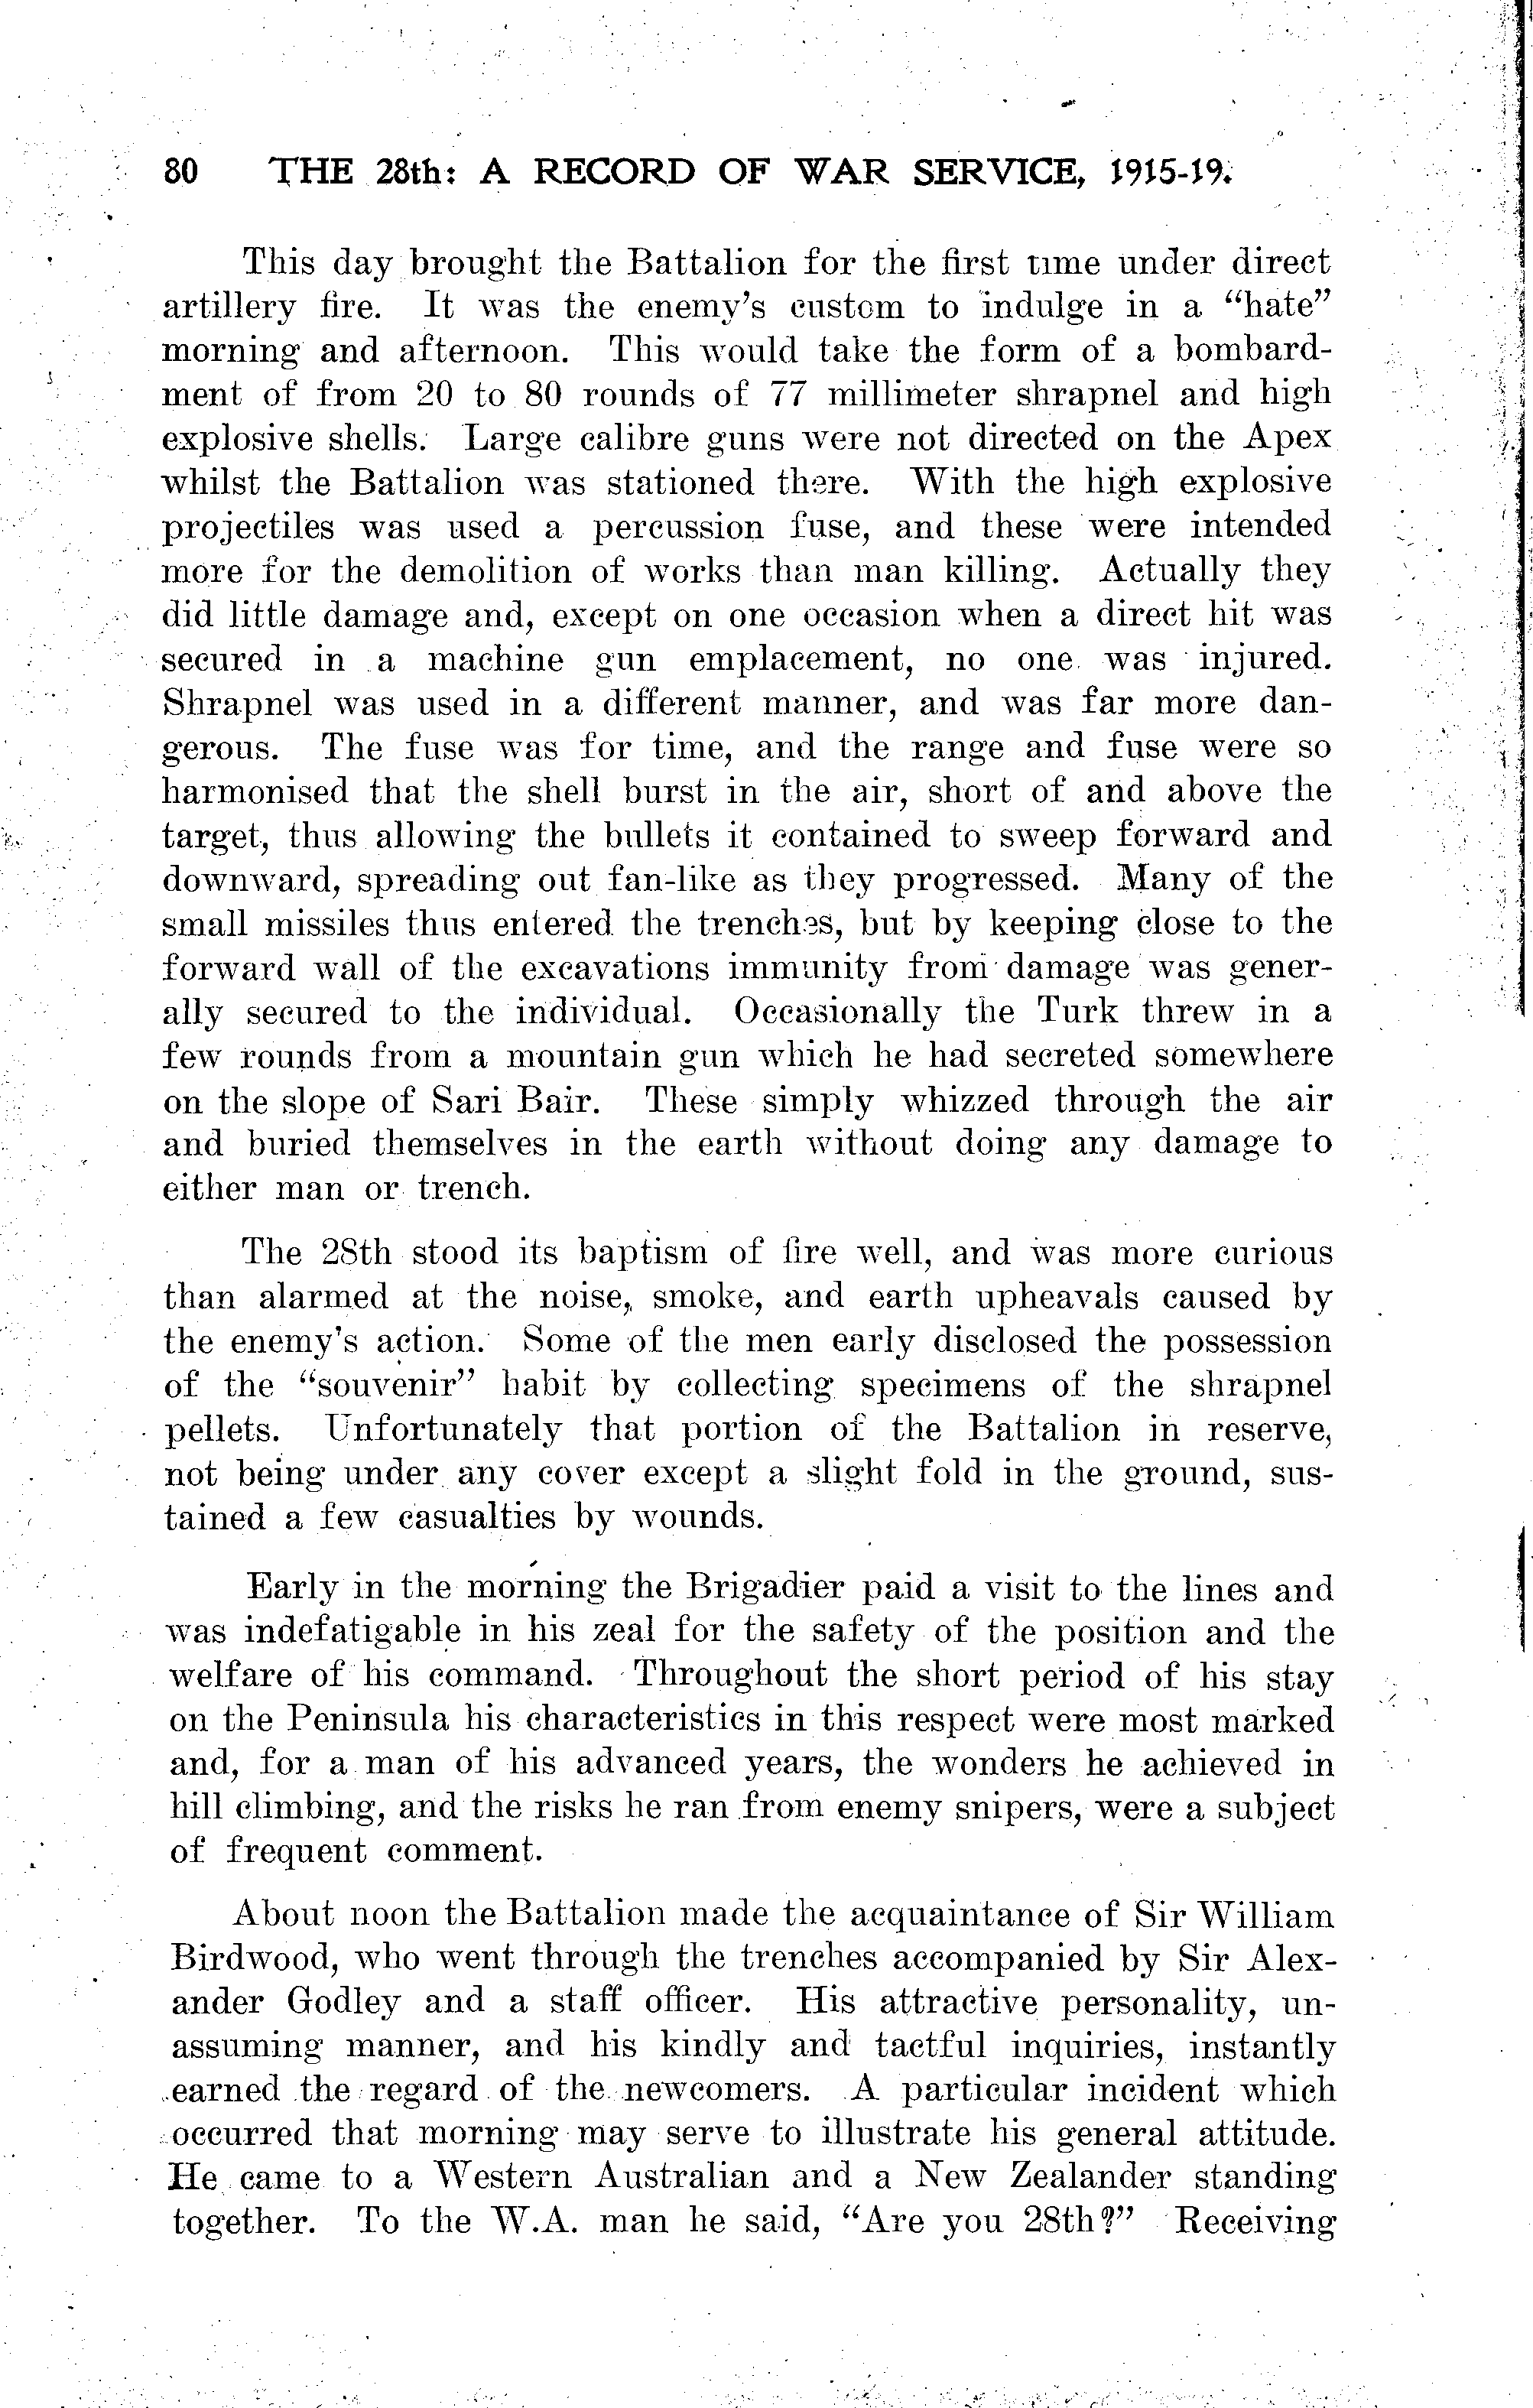 80 THE 28th: A RECORD OF WAR SERVICE, 1915-19.
This day brought the Battalion for the first time under direct
artillery fire. It was the enemy's custom to indulge in a "hate"
morning and afternoon. This would take the form of a bombard-
ment of from 20 to 80 rounds of 77 millimeter shrapnel and high
explosive shells. Large calibre guns were not directed on the Apex
whilst the Battalion was stationed there. With the high explosive
projectiles was used a percussion fuse, and these were intended
more for the demolition of works than man killing. Actually they
did little damage and, except on one occasion when a direct hit was
secured in a machine gun emplacement, no one was injured.
Shrapnel was used in a different manner, and was far more dan-
gerous. The fuse was for time, and the range and fuse were so
harmonised that the shell burst in the air, short of and above the
target, thus allowing the bullets it contained to sweep forward and
downward, spreading out fan-like as they progressed. Many of the
small missiles thus entered the trenches, but by keeping close to the
forward wall of the excavations immunity from damage was gener-
ally secured to the individual. Occasionally the Turk threw in a
few rounds from a mountain gun which he had secreted somewhere
on the slope of Sari Bair. These simply whizzed through the air
and buried themselves in the earth without doing any damage to
either man or trench.
The 28th stood its baptism of fire well, and was more curious
than alarmed at the noise, smoke, and earth upheavals caused by
the enemy's action. Some of the men early disclosed the possession
of the "souvenir" habit by collecting specimens of the shrapnel
pellets. Unfortunately that portion of the Battalion in reserve,
not being under any cover except a slight fold in the ground, sus-
tained a few casualties by wounds.
Early in the morning the Brigadier paid a visit to the lines and
was indefatigable in his zeal for the safety of the position and the
welfare of his command. Throughout the short period of his stay
on the Peninsula his characteristics in this respect were most marked
and, for a man of his advanced years, the wonders he achieved in
hill climbing, and the risks he ran from enemy snipers, were a subject
of frequent comment.
About noon the Battalion made the acquaintance of Sir William
Birdwood, who went through the trenches accompanied by Sir Alex-
ander Godley and a staff officer. His attractive personality, un-
assuming manner, and his kindly and tactful inquiries, instantly
earned the regard of the newcomers. A particular incident which
occurred that morning may serve to illustrate his general attitude.
He came to a Western Australian and a New Zealander standing
together. To the W.A. man he said, "Are you 28th?" Receiving